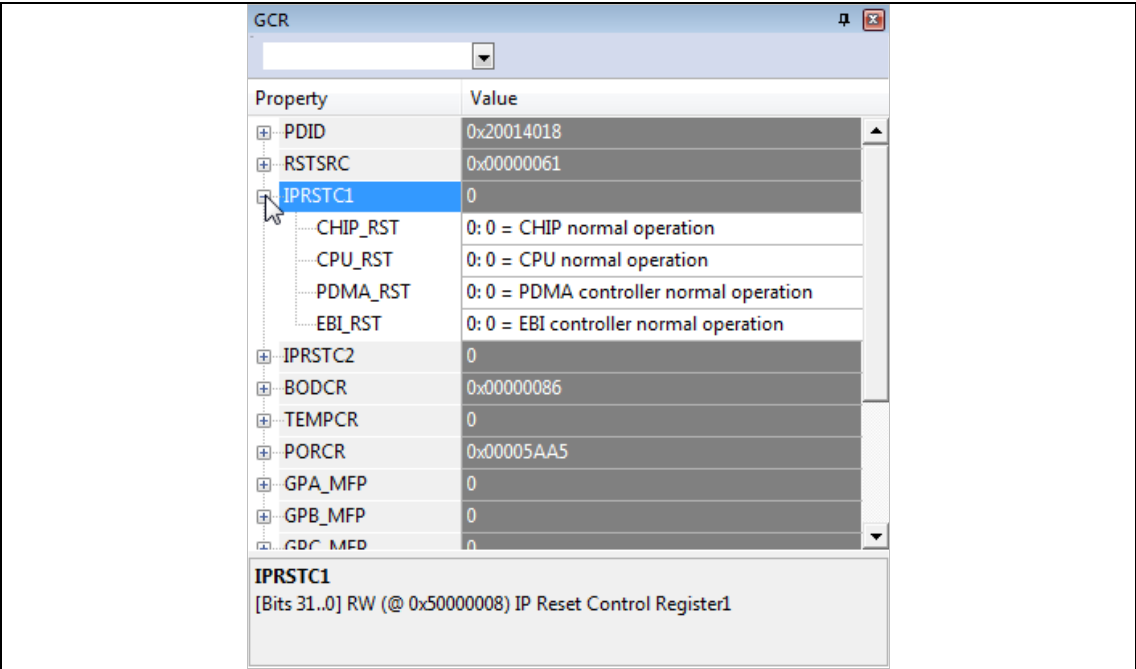 GCR
Property Value
PDID 0x20014018
RSTSRC 0x00000061
IPRSTC1 0
CHIP_RST 0: 0 = CHIP normal operation
CPU_RST 0: 0 = CPU normal operation
PDMA_RST 0: 0 = PDMA controller normal operation
EBI_RST 0: 0 = EBI controller normal operation
IPRSTC2 0
BODCR 0x00000086
TEMPCR 0
PORCR 0x00005AA5
GPA_MFP 0
GPB_MFP 0
GPC_MFP 0
IPRSTC1
[Bits 31..0] RW (@ 0x50000008) IP Reset Control Register1